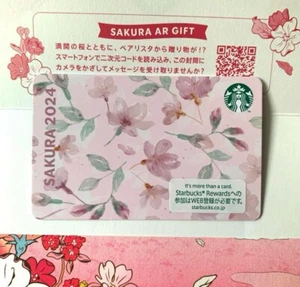 SAKURA AR GIFT
満開の桜とともに、ベアリスタから贈り物が!?
スマートフォンで二次元コードを読み込み、この封筒に
カメラをかざしてメッセージを受け取りませんか?
SAKURA 2024
It's more than a card.
Starbucks® Rewardsへの
参加はWEB登録が必要です。
starbucks.co.jp